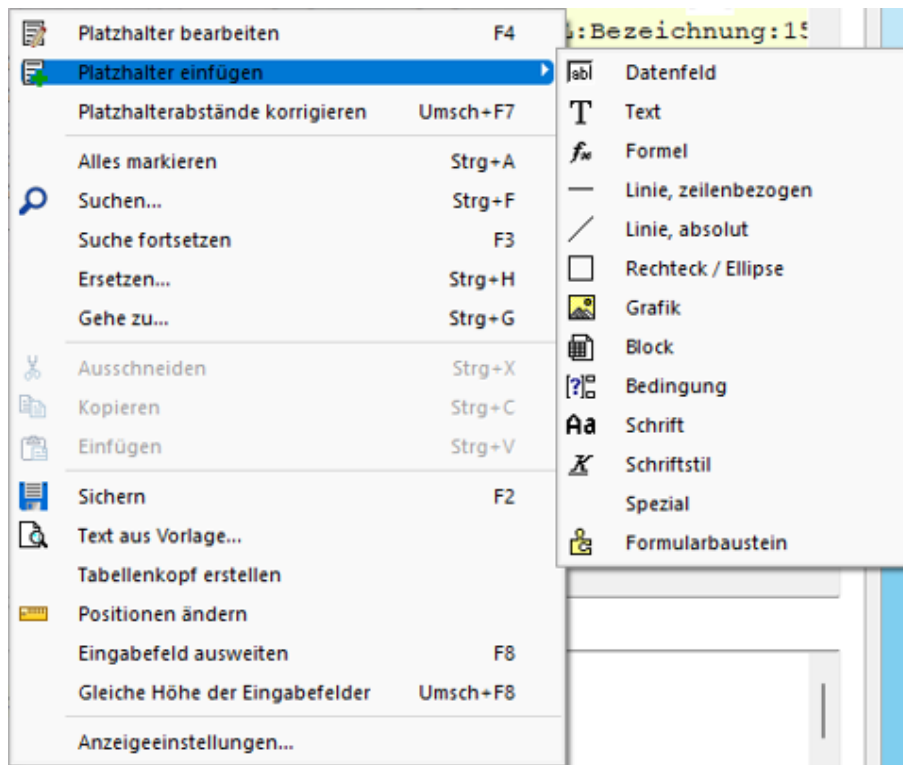 Platzhalter bearbeiten F4
:Bezeichnung:15
Platzhalter einfügen
Platzhalterabstände korrigieren Umsch+F7
Alles markieren Strg+A
Suchen... Strg+F
Suche fortsetzen F3
Ersetzen... Strg+H
Gehe zu... Strg+G
Ausschneiden Strg+X
Kopieren Strg+C
Einfügen Strg+V
Sichern F2
Text aus Vorlage...
Tabellenkopf erstellen
Positionen ändern
Eingabefeld ausweiten F8
Gleiche Höhe der Eingabefelder Umsch+F8
Anzeigeeinstellungen...
Datenfeld
Text
Formel
Linie, zeilenbezogen
Linie, absolut
Rechteck / Ellipse
Grafik
Block
Bedingung
Schrift
Schriftstil
Spezial
Formularbaustein